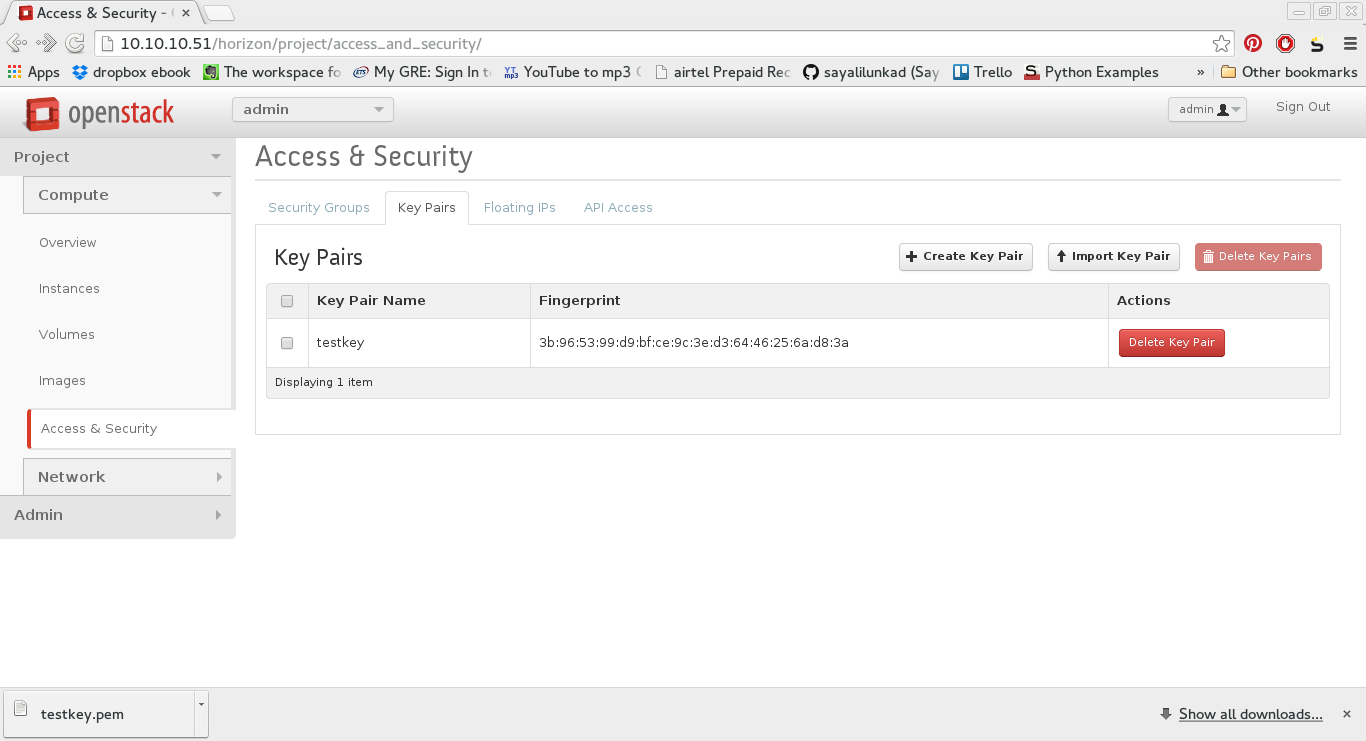 Access & Security -
10.10.10.51/horizon/project/access_and_security/
Apps dropbox ebook The workspace fo My GRE: Sign In t YouTube to mp3 airtel Prepaid Rec sayalilunkad (Say Trello Python Examples » Other bookmarks
openstack admin admin Sign Out
Project
Compute
Overview
Instances
Volumes
Images
Access & Security
Network
Admin
Access & Security
Security Groups Key Pairs Floating IPs API Access
Key Pairs
Create Key Pair Import Key Pair Delete Key Pairs
Key Pair Name Fingerprint Actions
testkey 3b:96:53:99:d9:bf:ce:9c:3e:d3:64:46:25:6a:d8:3a Delete Key Pair
Displaying 1 item
testkey.pem Show all downloads...